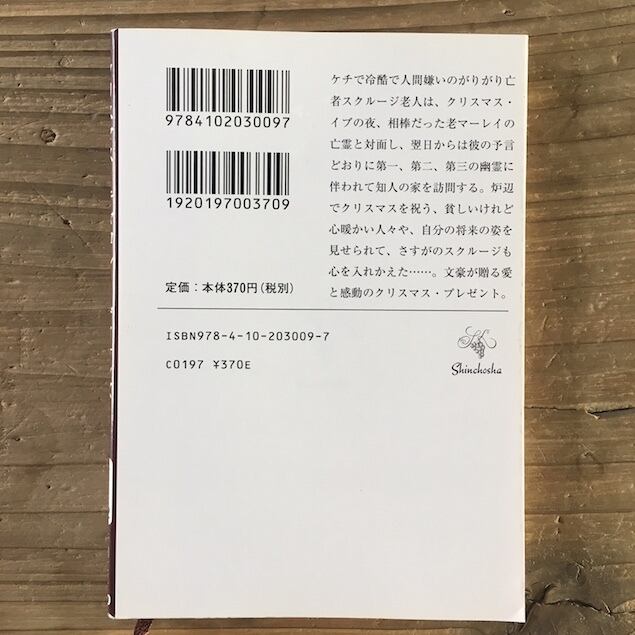 9784102030097
1920197003709
定価：本体370円（税別）
ケチで冷酷で人間嫌いのがりがり亡
者スクルージ老人は、クリスマス・
イブの夜、相棒だった老マーレイの
亡霊と対面し、翌日からは彼の予言
どおりに第一、第二、第三の幽霊に
伴われて知人の家を訪問する。炉辺
でクリスマスを祝う、貧しいけれど
心暖かい人々や、自分の将来の姿を
見せられて、さすがのスクルージも
心を入れかえた……。文豪が贈る愛
と感動のクリスマス・プレゼント。
ISBN978-4-10-203009-7
C0197 ¥370E
Shinchosha